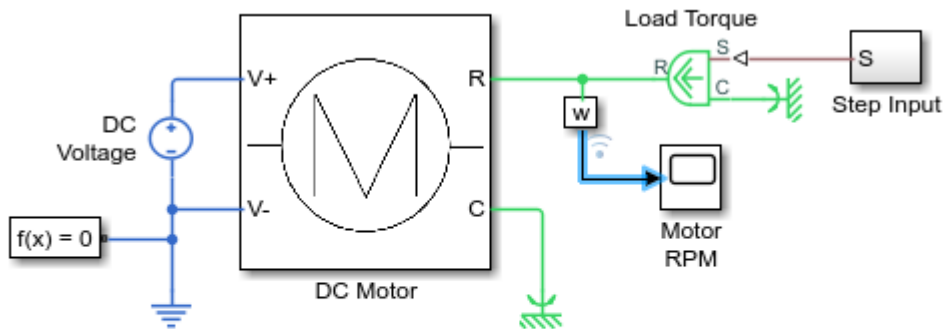 Load Torque
S
R
C
S
Step Input
DC
Voltage
+
-
V+
V-
R
C
DC Motor
w
Motor
RPM
f(x) = 0